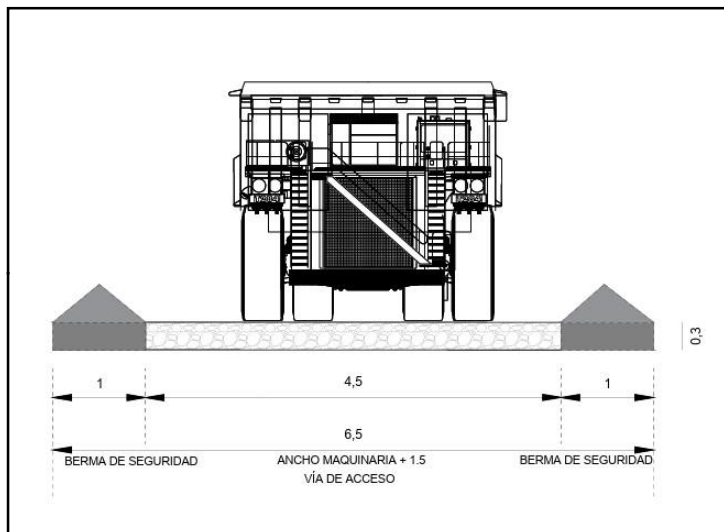 0,3
1
4,5
1
6,5
BERMA DE SEGURIDAD
ANCHO MAQUINARIA + 1.5
BERMA DE SEGURIDAD
VÍA DE ACCESO